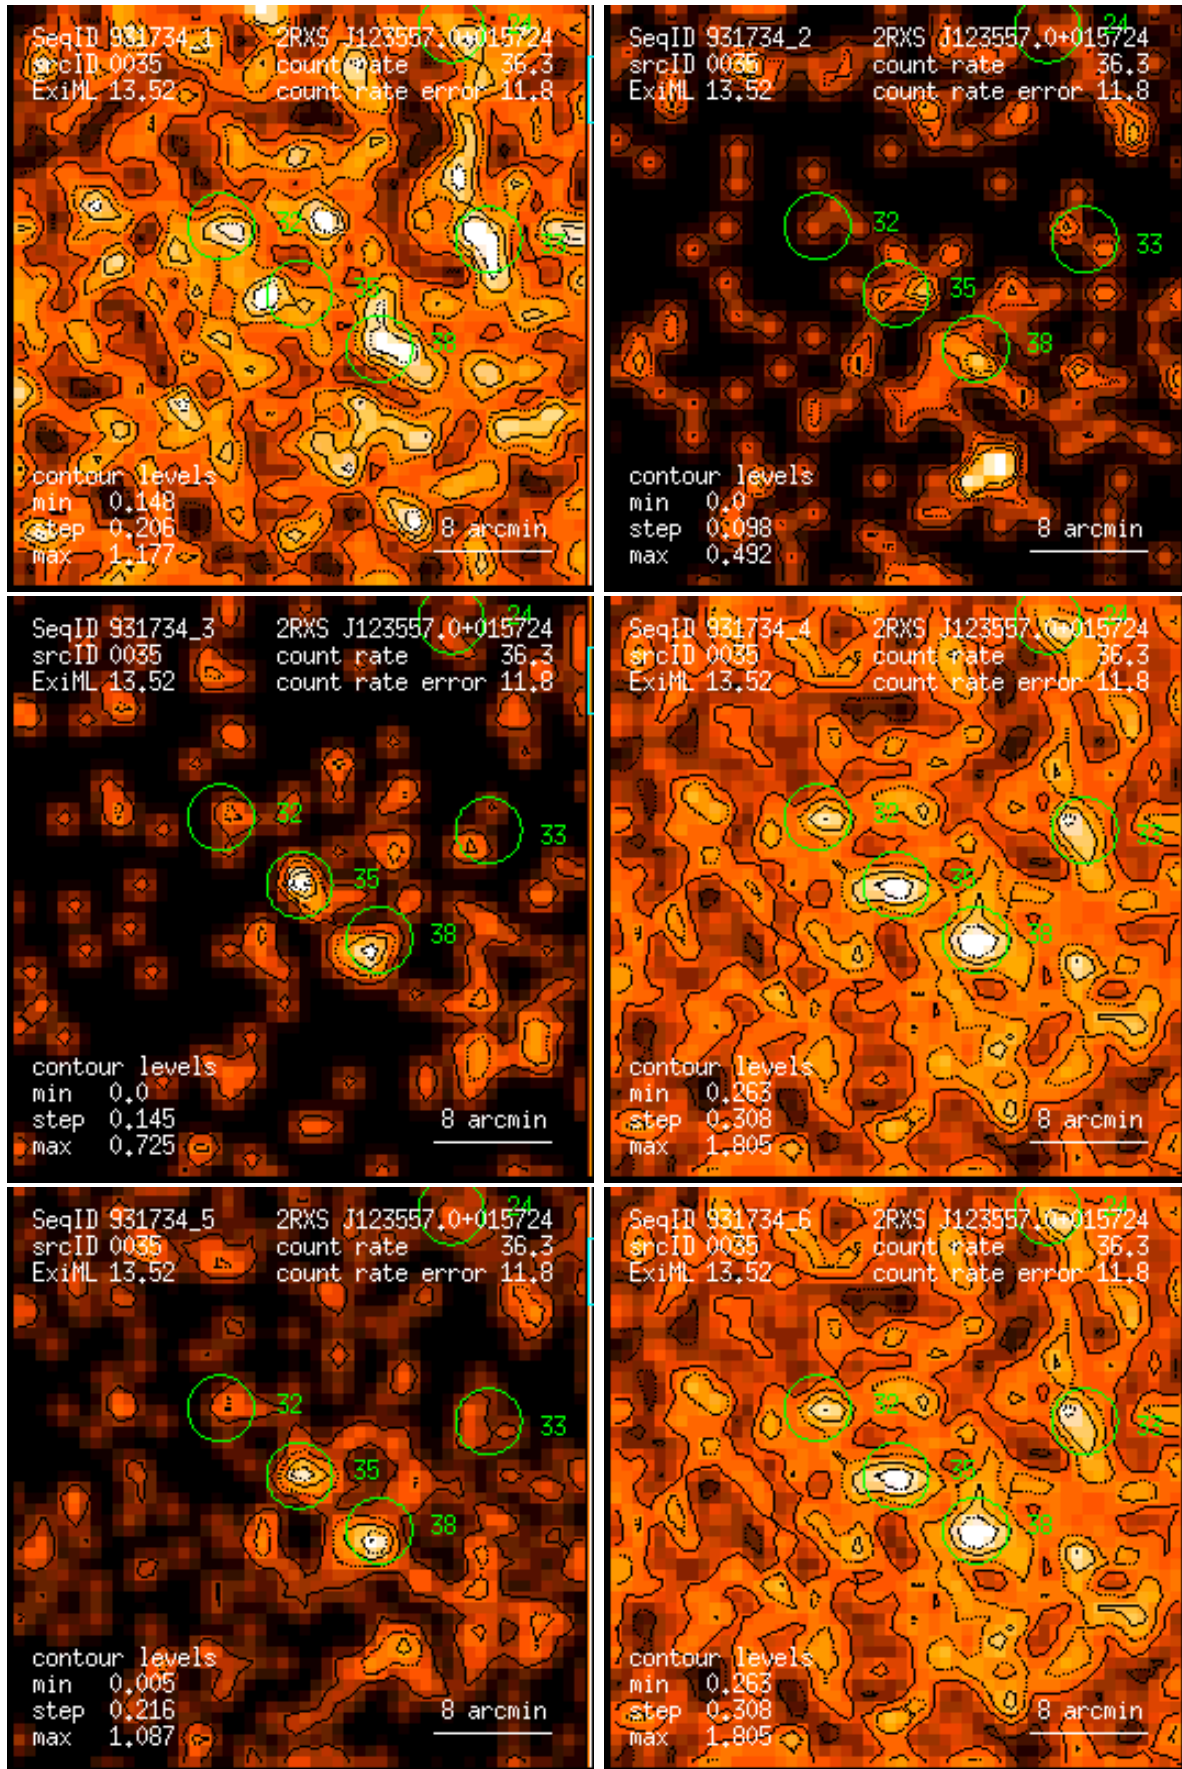 24
SeqID 931734_1 2RXS J123557.0+015724
srcID 0035 count rate 36.3
ExiML 13.52 count rate error 11.8
32
33
35
38
contour levels
min 0.148
step 0.206 8 arcmin
max 1.177
24
SeqID 931734_2 2RXS J123557.0+015724
srcID 0035 count rate 36.3
ExiML 13.52 count rate error 11.8
32
33
35
38
contour levels
min 0.0
step 0.098 8 arcmin
max 0.492
24
SeqID 931734_3 2RXS J123557.0+015724
srcID 0035 count rate 36.3
ExiML 13.52 count rate error 11.8
32
33
35
38
contour levels
min 0.0
step 0.145 8 arcmin
max 0.725
24
SeqID 931734_4 2RXS J123557.0+015724
srcID 0035 count rate 36.3
ExiML 13.52 count rate error 11.8
32
33
35
38
contour levels
min 0.263
step 0.308 8 arcmin
max 1.805
24
SeqID 931734_5 2RXS J123557.0+015724
srcID 0035 count rate 36.3
ExiML 13.52 count rate error 11.8
32
33
35
38
contour levels
min 0.005
step 0.216 8 arcmin
max 1.087
24
SeqID 931734_6 2RXS J123557.0+015724
srcID 0035 count rate 36.3
ExiML 13.52 count rate error 11.8
32
33
35
38
contour levels
min 0.263
step 0.308 8 arcmin
max 1.805